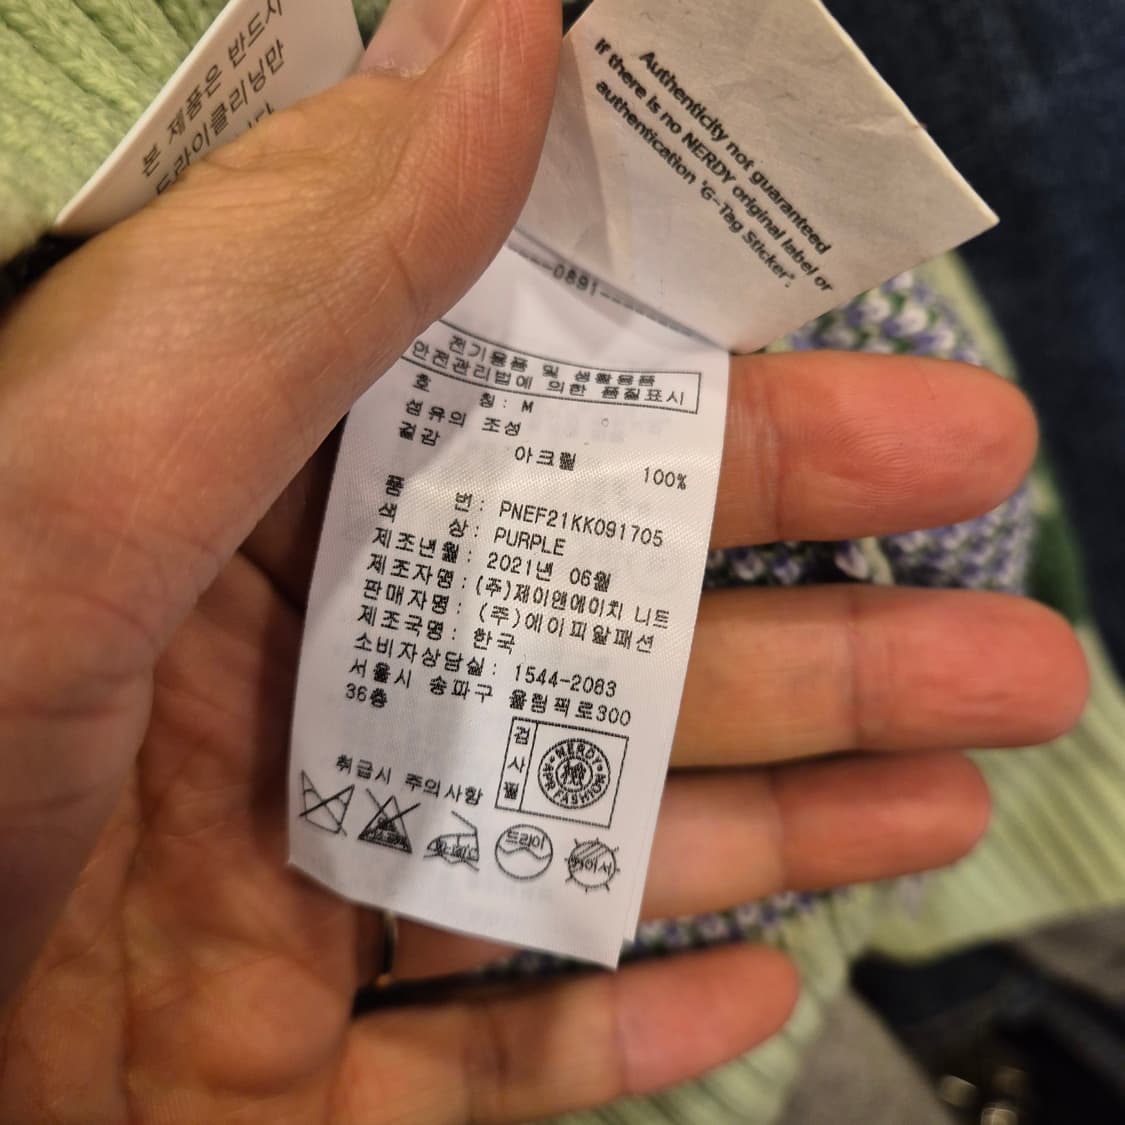 본 제품은 반드시
드라이클리닝만
Authenticity not guaranteed
If there is no NERDY original label or
authentication 'G-Tag Sticker'.
0891
전기용품 및 생활용품
안전관리법에 의한 품질표시
호 칭: M
섬유의 조성
겉감
아크릴 100%
품 번: PNEF21KK091705
색 상: PURPLE
제조년월: 2021년 06월
제조자명:(주)제이앤에이치 니트
판매자명: (주)에이피알패션
제조국명: 한국
소비자상담실: 1544-2083
서울시 송파구 올림픽로300
36층
검사필
NERDY
APR FASHION
취급시 주의사항
드라이